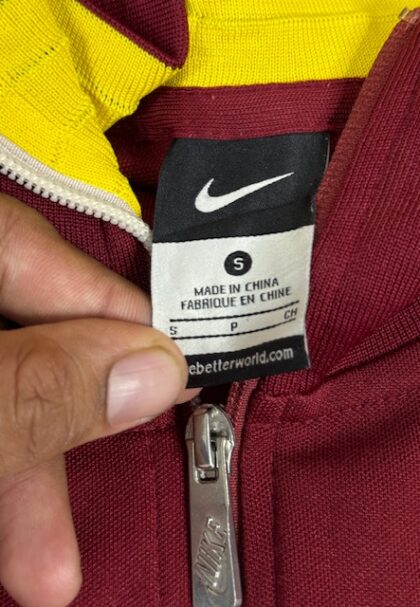 S
MADE IN CHINA
FABRIQUE EN CHINE
S P CH
ebetterworld.com
NIKE